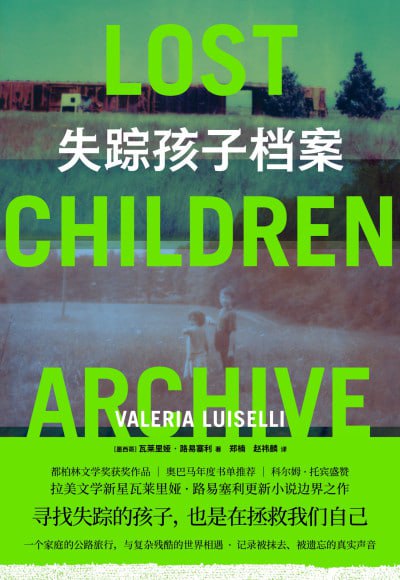 LOST
失踪孩子档案
CHILDREN
ARCHIVE
VALERIA LUISELLI
[墨西哥] 瓦莱里娅·路易塞利 著 郑楠 赵祎麟 译
都柏林文学奖获奖作品 | 奥巴马年度书单推荐 | 科尔姆·托宾盛赞
拉美文学新星瓦莱里娅·路易塞利更新小说边界之作
寻找失踪的孩子，也是在拯救我们自己
一个家庭的公路旅行，与复杂残酷的世界相遇 · 记录被抹去、被遗忘的真实声音